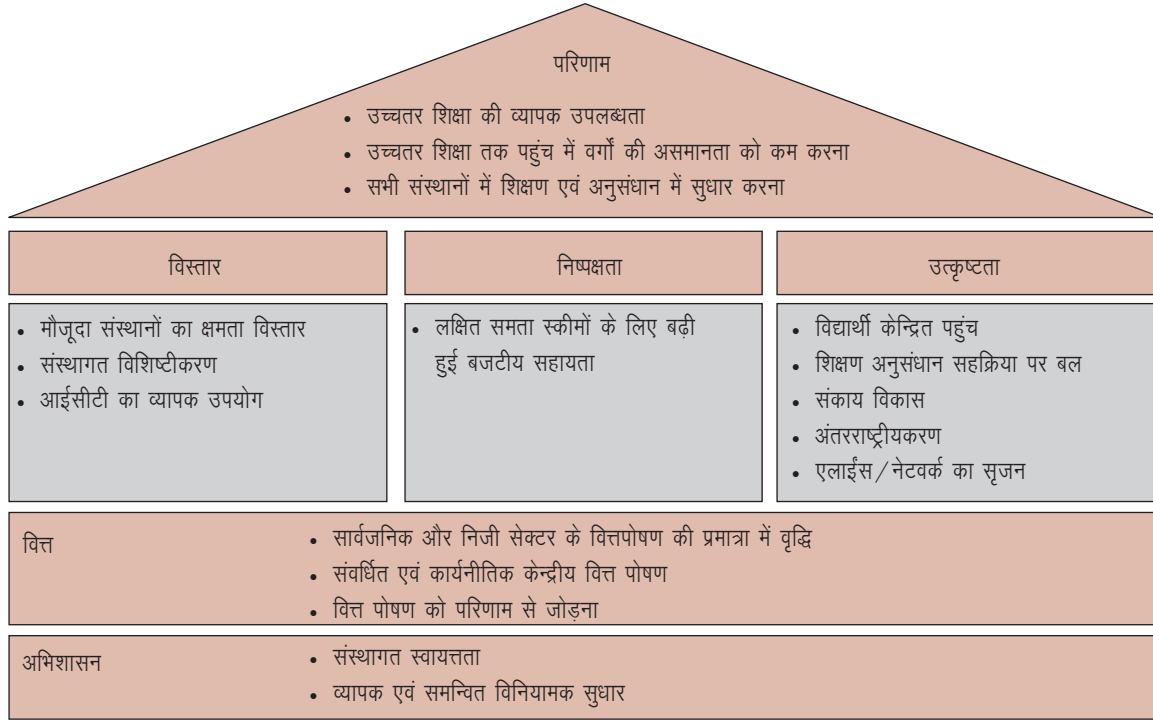 परिणाम
• उच्चतर शिक्षा की व्यापक उपलब्धता
• उच्चतर शिक्षा तक पहुंच में वर्गों की असमानता को कम करना
• सभी संस्थानों में शिक्षण एवं अनुसंधान में सुधार करना
विस्तार
• मौजूदा संस्थानों का क्षमता विस्तार
• संस्थागत विशिष्टीकरण
• आईसीटी का व्यापक उपयोग
निष्पक्षता
• लक्षित समता स्कीमों के लिए बढ़ी
हुई बजटीय सहायता
उत्कृष्टता
• विद्यार्थी केन्द्रित पहुंच
• शिक्षण अनुसंधान सहक्रिया पर बल
• संकाय विकास
• अंतरराष्ट्रीयकरण
• एलाईंस/नेटवर्क का सृजन
वित्त
• सार्वजनिक और निजी सेक्टर के वित्तपोषण की प्रमात्रा में वृद्धि
• संवर्धित एवं कार्यनीतिक केन्द्रीय वित्त पोषण
• वित्त पोषण को परिणाम से जोड़ना
अभिशासन
• संस्थागत स्वायत्तता
• व्यापक एवं समन्वित विनियामक सुधार